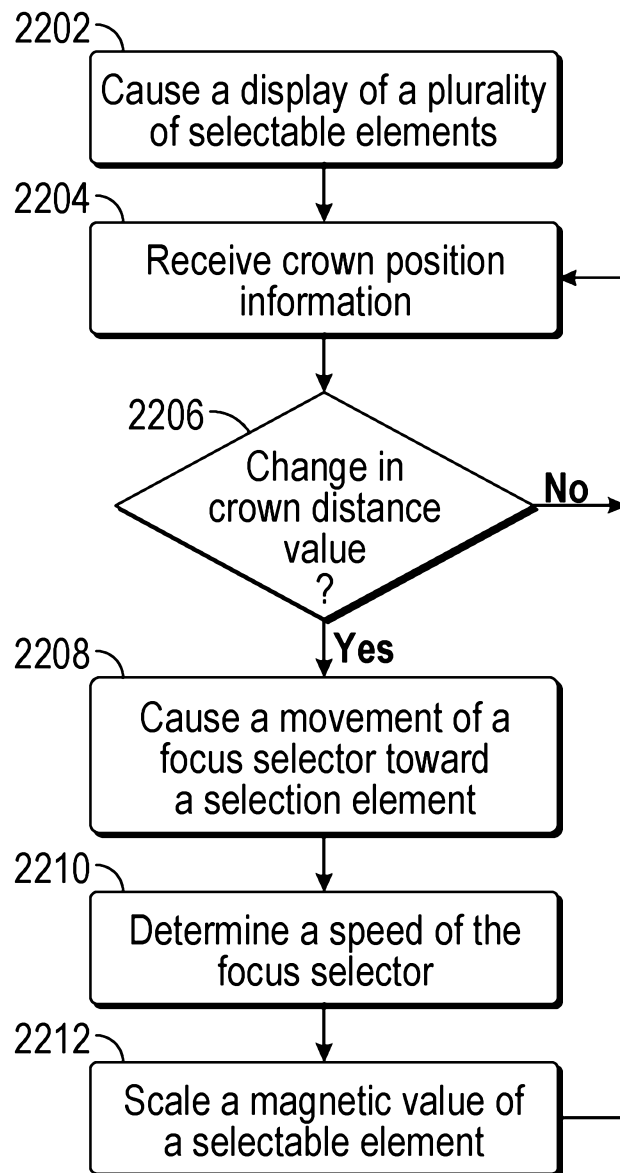 2202
Cause a display of a plurality
of selectable elements
2204
Receive crown position
information
2206
Change in
crown distance
value
?
No
Yes
2208
Cause a movement of a
focus selector toward
a selection element
2210
Determine a speed of the
focus selector
2212
Scale a magnetic value of
a selectable element